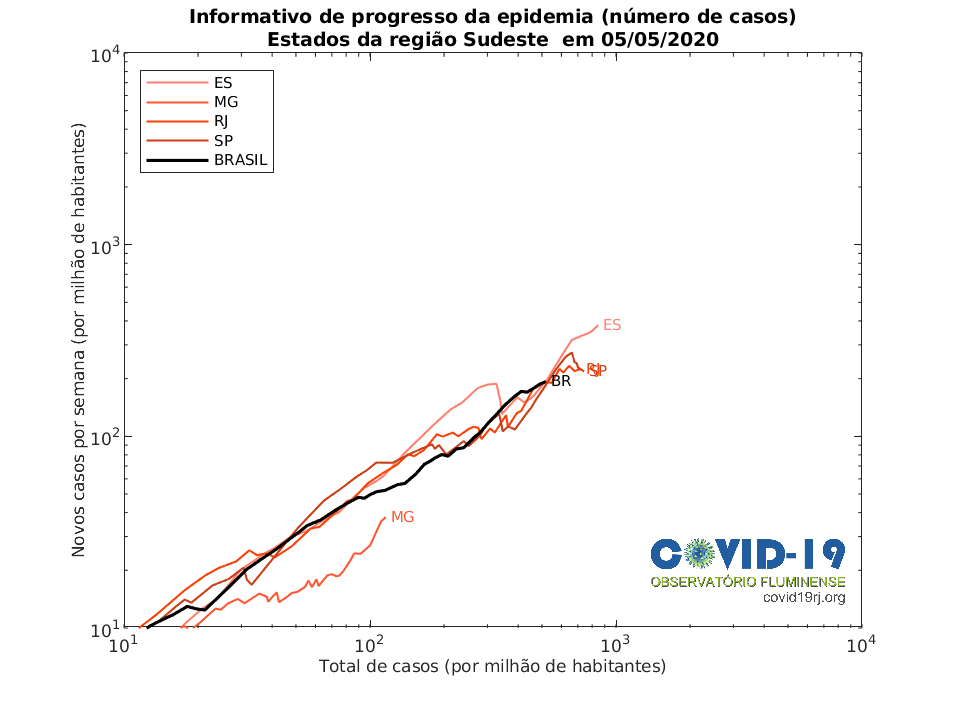 Informativo de progresso da epidemia (número de casos)
Estados da região Sudeste  em 05/05/2020
ES
MG
RJ
SP
BRASIL
Novos casos por semana (por milhão de habitantes)
10^4
10^3
10^2
10^1
ES
RJ
SP
BR
MG
COVID-19
OBSERVATÓRIO FLUMINENSE
covid19rj.org
10^1
10^2
10^3
10^4
Total de casos (por milhão de habitantes)